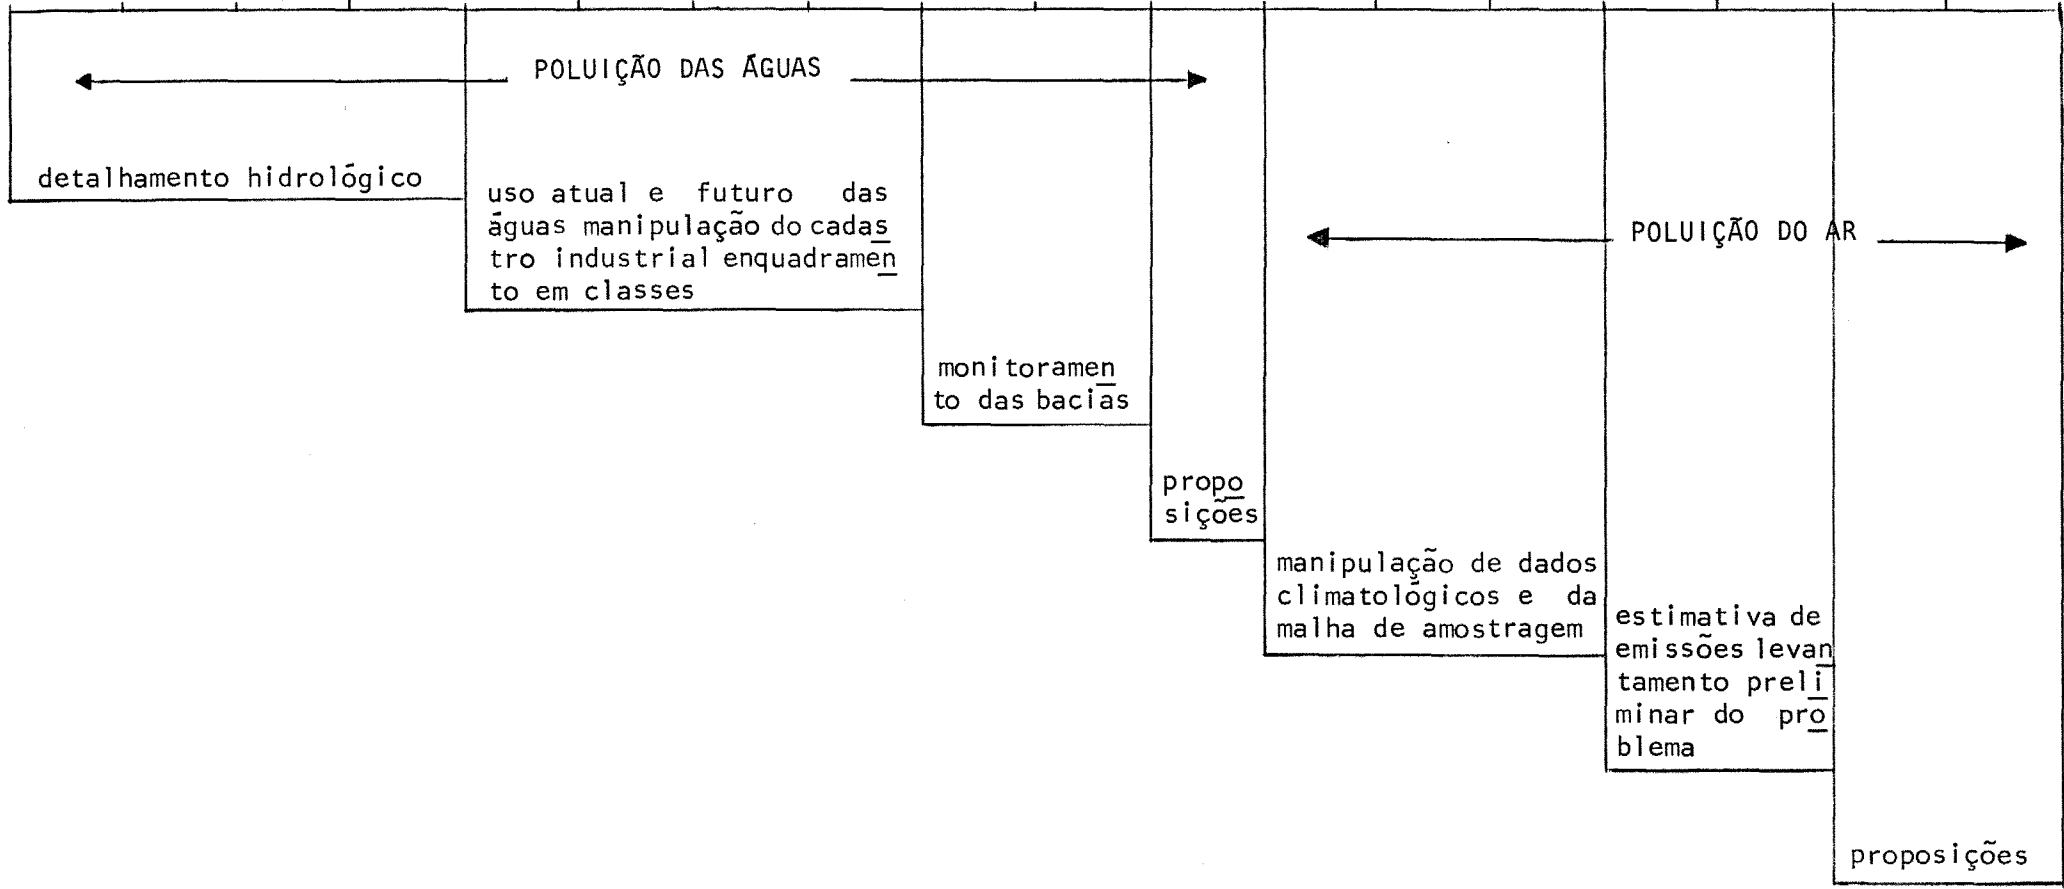 POLUIÇÃO DAS ÁGUAS
detalhamento hidrológico
uso atual e futuro das
águas manipulação do cadas
tro industrial enquadramen
to em classes
monitoramen
to das bacias
propo
sições
POLUIÇÃO DO AR
manipulação de dados
climatológicos e da
malha de amostragem
estimativa de
emissões levan
tamento preli
minar do pro
blema
proposições